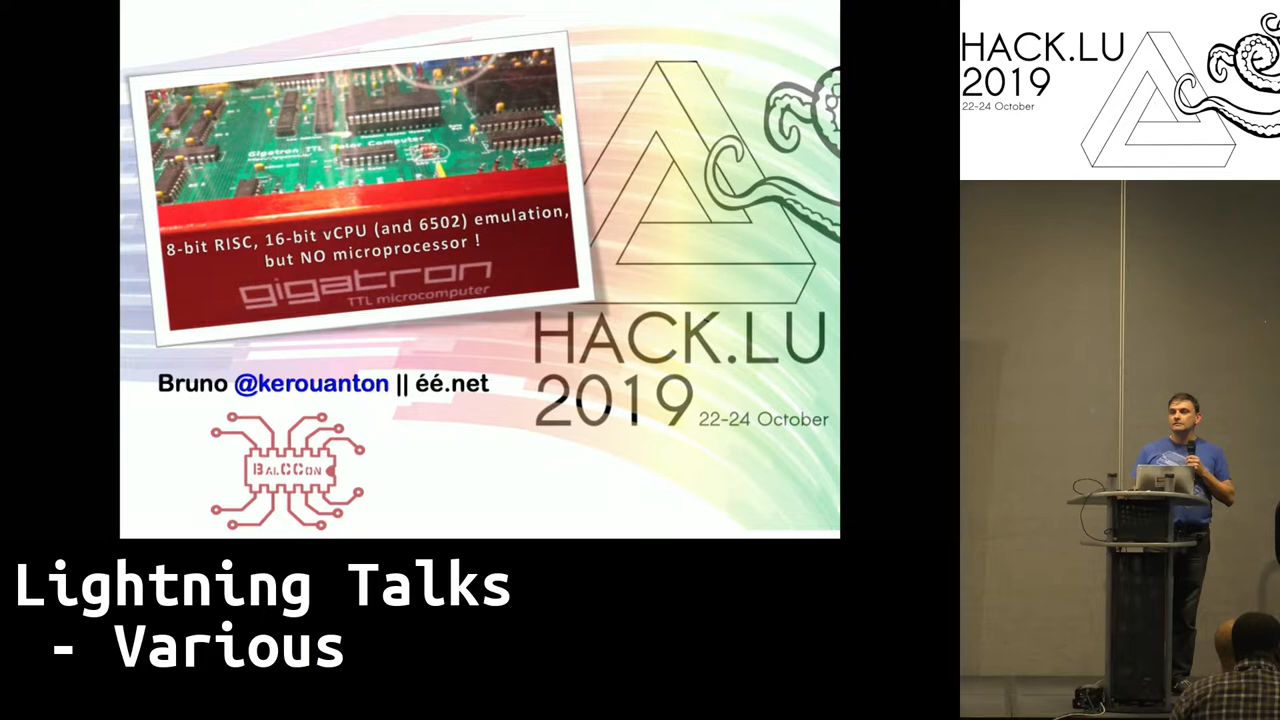 Gigatron TTL Color Computer
8-bit RISC, 16-bit vCPU (and 6502) emulation,
but NO microprocessor !
gigatron
TTL microcomputer
HACK.LU
2019 22-24 October
Bruno @kerouanton || éé.net
BALCCON
HACK.LU
2019
22-24 October
Lightning Talks
- Various